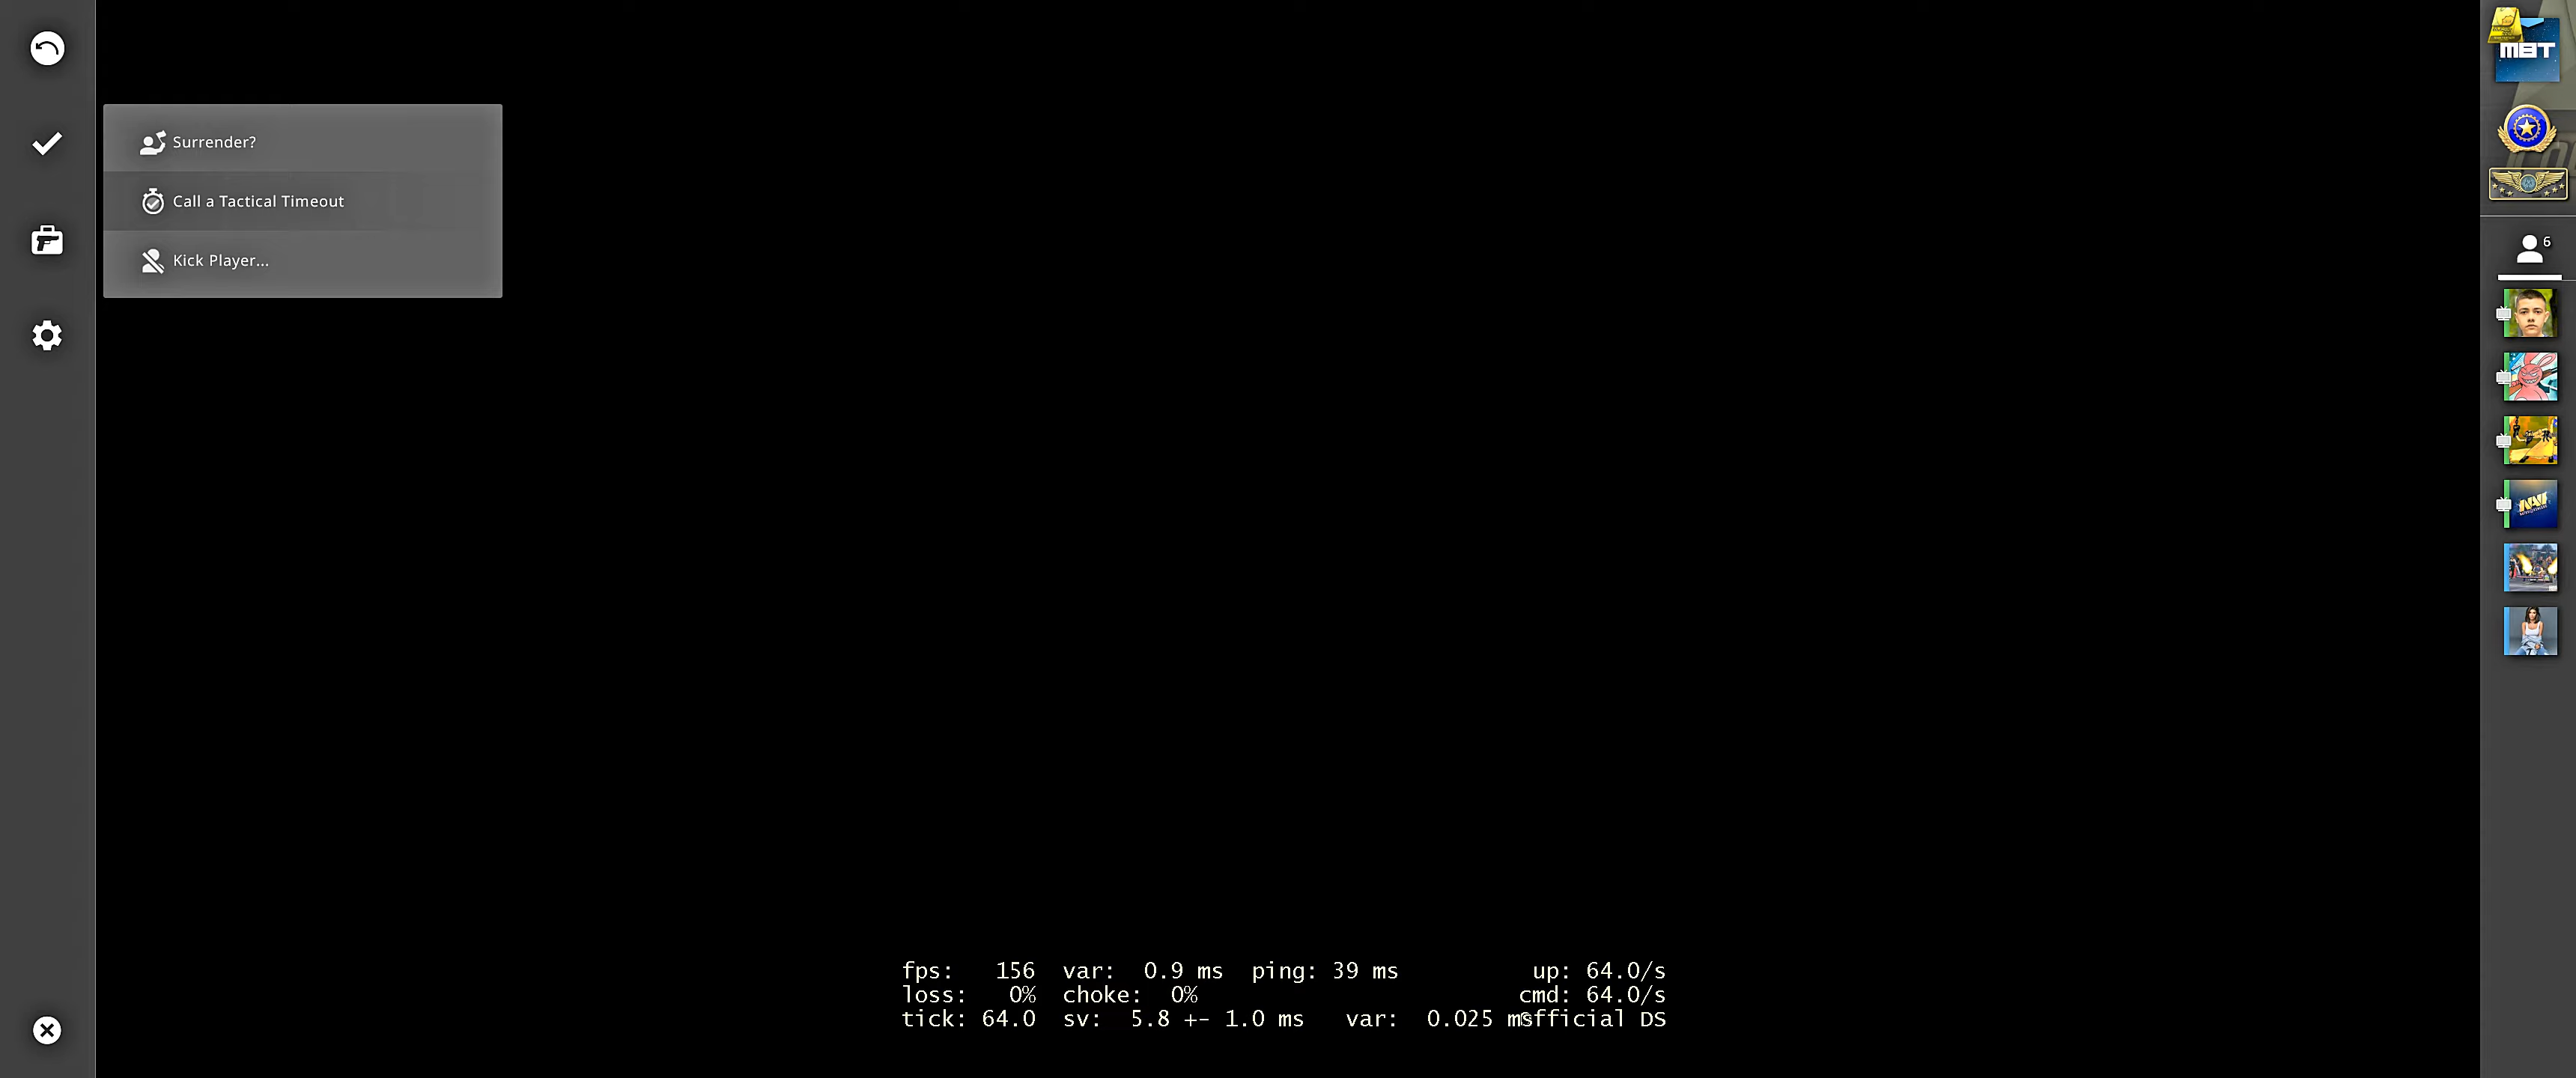 MBT
Surrender?
Call a Tactical Timeout
Kick Player...
6
fps: 156 var: 0.9 ms ping: 39 ms up: 64.0/s
loss: 0% choke: 0% cmd: 64.0/s
tick: 64.0 sv: 5.8 +- 1.0 ms var: 0.025 ms Official DS